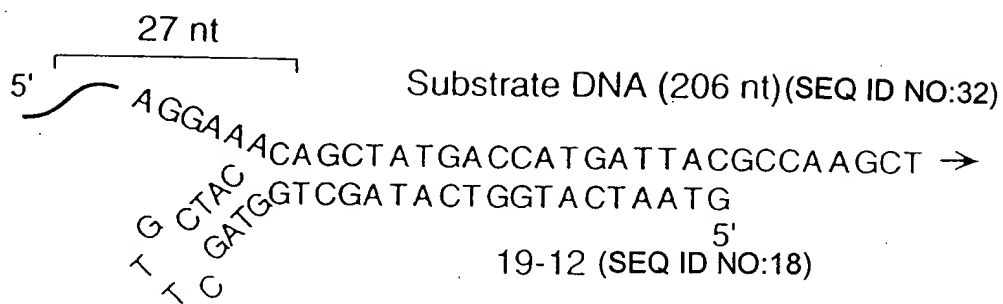 27 nt
5'
Substrate DNA (206 nt)(SEQ ID NO:32)
AGGAAACAGCTATGACCATGATTACGCCAAGCT →
G CTAC
GATGGTCGATACTGGTACTAATG
T
T C
5'
19-12 (SEQ ID NO:18)